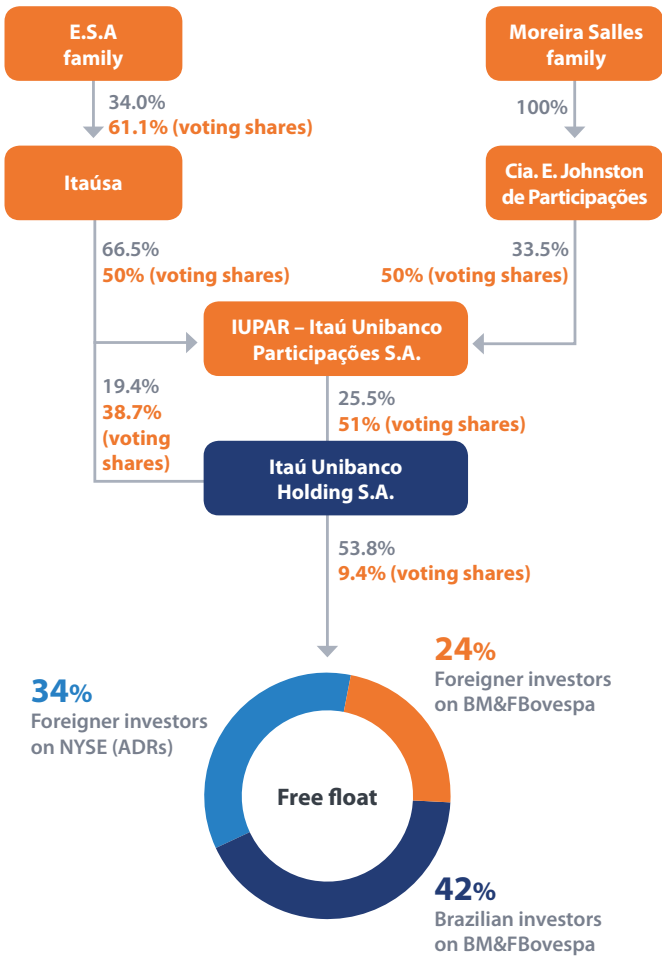 E.S.A
family
Moreira Salles
family
34.0%
61.1% (voting shares)
100%
Itaúsa
Cia. E. Johnston
de Participações
66.5%
50% (voting shares)
33.5%
50% (voting shares)
IUPAR – Itaú Unibanco
Participações S.A.
19.4%
38.7%
(voting
shares)
25.5%
51% (voting shares)
Itaú Unibanco
Holding S.A.
53.8%
9.4% (voting shares)
34%
Foreigner investors
on NYSE (ADRs)
24%
Foreigner investors
on BM&FBovespa
Free float
42%
Brazilian investors
on BM&FBovespa